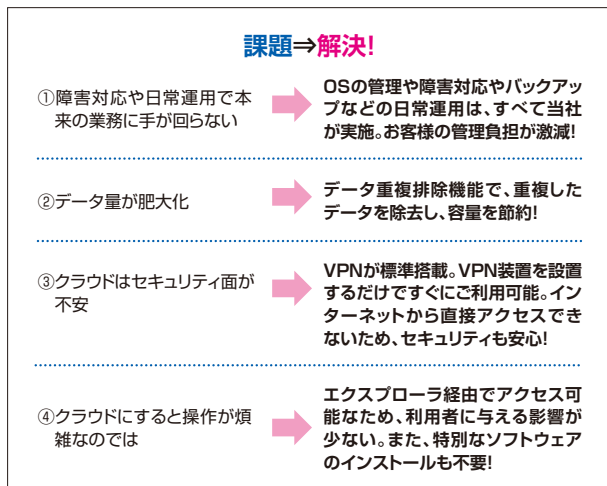 課題⇒解決!
①障害対応や日常運用で本
来の業務に手が回らない
OSの管理や障害対応やバックアッ
プなどの日常運用は、すべて当社
が実施。お客様の管理負担が激減!
②データ量が肥大化
データ重複排除機能で、重複した
データを除去し、容量を節約!
③クラウドはセキュリティ面が
不安
VPNが標準搭載。VPN装置を設置
するだけですぐにご利用可能。イン
ターネットから直接アクセスできな
いため、セキュリティも安心!
④クラウドにすると操作が煩
雑なのでは
エクスプローラ経由でアクセス可
能なため、利用者に与える影響が
少ない。また、特別なソフトウェア
のインストールも不要!